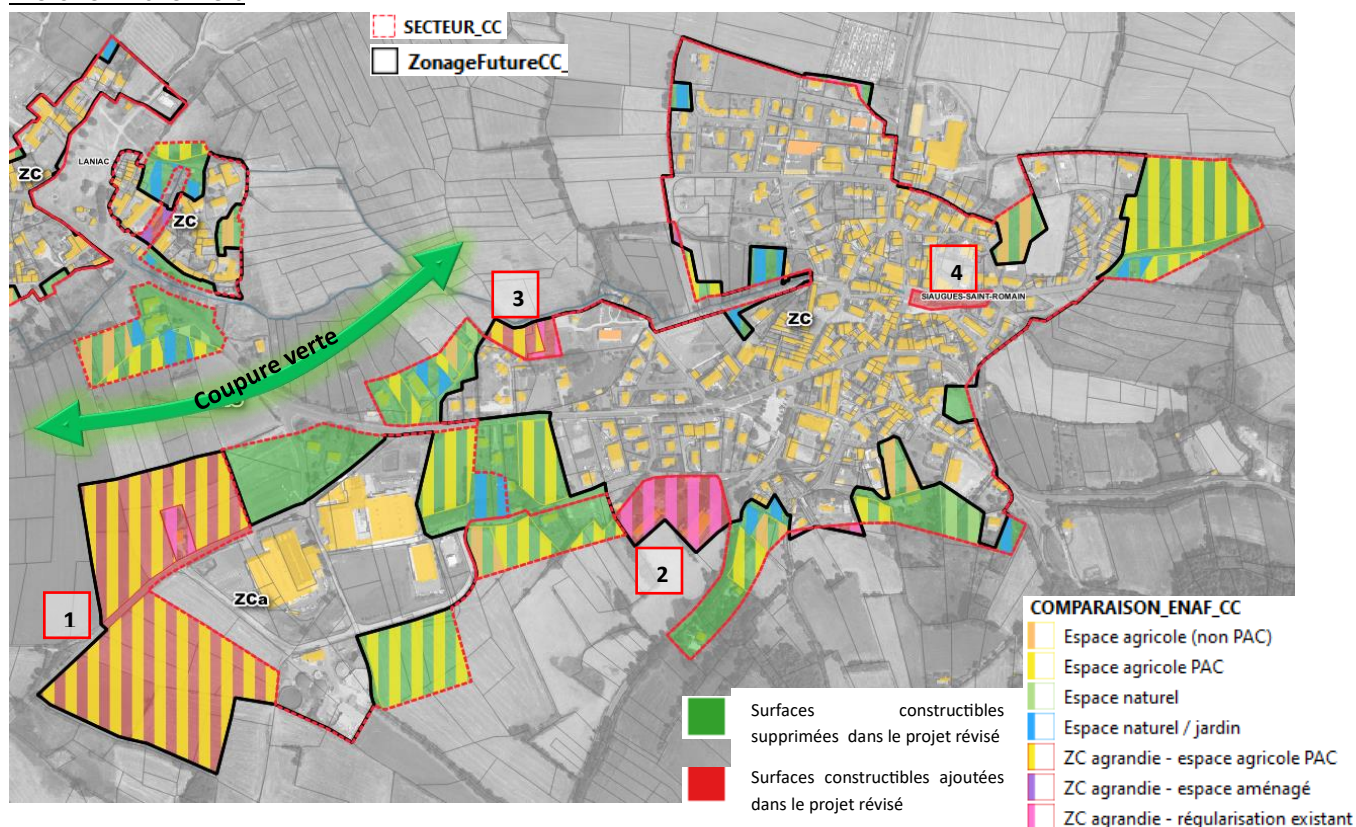 SECTEUR_CC
ZonageFutureCC_
LANIAC
ZC
ZC
3
4
SIAUGUES-SAINT-ROMAIN
ZC
Coupure verte
2
1
ZCa
COMPARAISON_ENAF_CC
Espace agricole (non PAC)
Espace agricole PAC
Espace naturel
Espace naturel / jardin
ZC agrandie - espace agricole PAC
ZC agrandie - espace aménagé
ZC agrandie - régularisation existant
Surfaces constructibles
supprimées dans le projet révisé
Surfaces constructibles ajoutées
dans le projet révisé